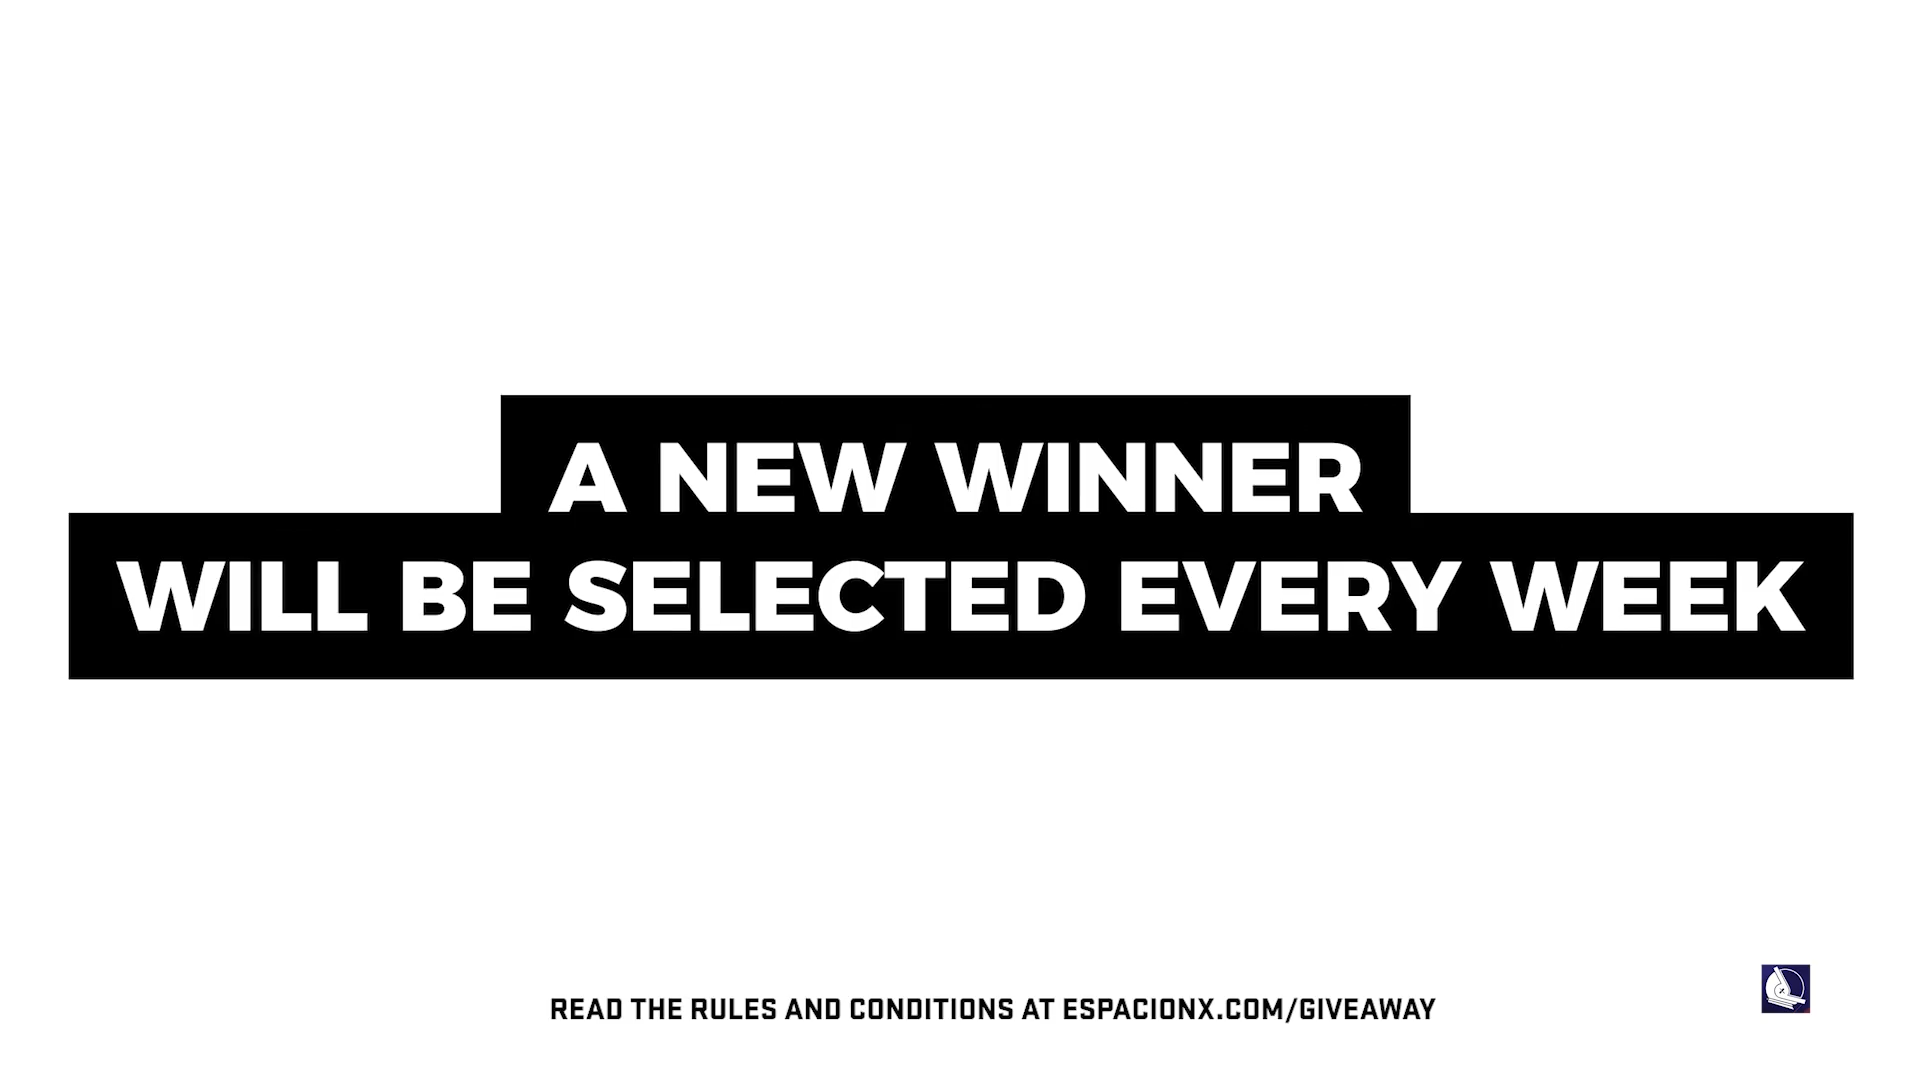 A NEW WINNER
WILL BE SELECTED EVERY WEEK
READ THE RULES AND CONDITIONS AT ESPACIONX.COM/GIVEAWAY